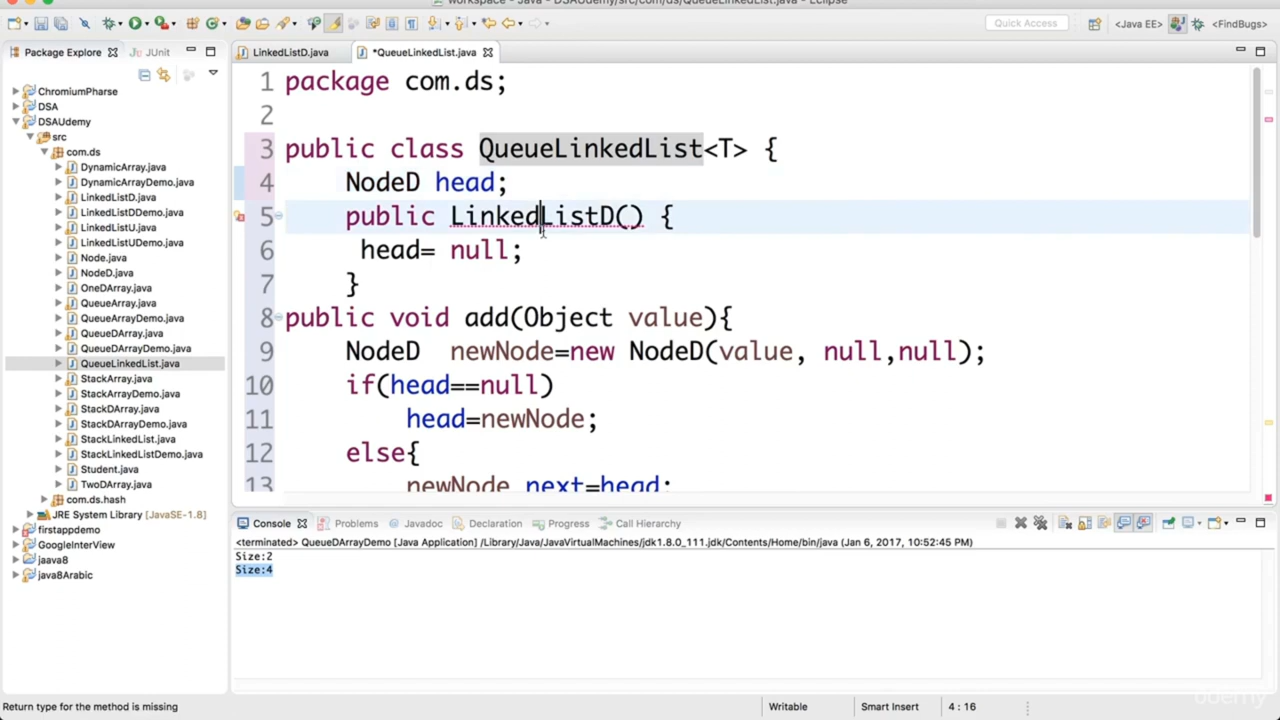 workspace - Java - DSAUdemy/src/com/ds/QueueLinkedList.java - Eclipse
Quick Access
<Java EE>
<FindBugs>
Package Explorer
JUnit
ChromiumPharse
DSA
DSAUdemy
src
com.ds
DynamicArray.java
DynamicArrayDemo.java
LinkedListD.java
LinkedListDDemo.java
LinkedListU.java
LinkedListUDemo.java
Node.java
NodeD.java
OneDArray.java
QueueArray.java
QueueArrayDemo.java
QueueDArray.java
QueueDArrayDemo.java
QueueLinkedList.java
StackArray.java
StackArrayDemo.java
StackDArray.java
StackDArrayDemo.java
StackLinkedList.java
StackLinkedListDemo.java
Student.java
TwoDArray.java
com.ds.hash
JRE System Library [JavaSE-1.8]
firstappdemo
GoogleInterView
jaava8
java8Arabic
LinkedListD.java
*QueueLinkedList.java
1 package com.ds;
2
3 public class QueueLinkedList<T> {
4 NodeD head;
5 public LinkedListD() {
6 head= null;
7 }
8 public void add(Object value){
9 NodeD newNode=new NodeD(value, null,null);
10 if(head==null)
11 head=newNode;
12 else{
13 newNode.next=head;
Console
Problems
Javadoc
Declaration
Progress
Call Hierarchy
<terminated> QueueDArrayDemo [Java Application] /Library/Java/JavaVirtualMachines/jdk1.8.0_111.jdk/Contents/Home/bin/java (Jan 6, 2017, 10:52:45 PM)
Size:2
Size:4
Return type for the method is missing
Writable
Smart Insert
4 : 16
udemy